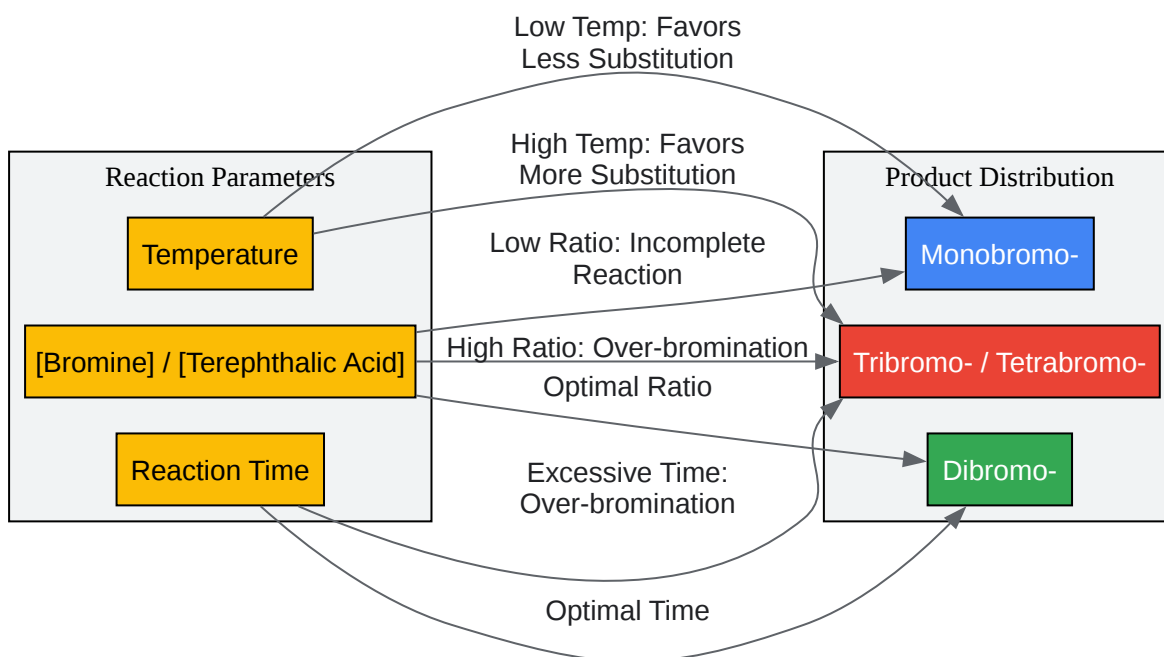 Low Temp: Favors
Less Substitution
High Temp: Favors
More Substitution
Reaction Parameters
Product Distribution
Temperature
Monobromo-
Low Ratio: Incomplete
Reaction
[Bromine] / [Terephthalic Acid]
High Ratio: Over-bromination
Tribromo- / Tetrabromo-
Optimal Ratio
Reaction Time
Excessive Time:
Over-bromination
Dibromo-
Optimal Time